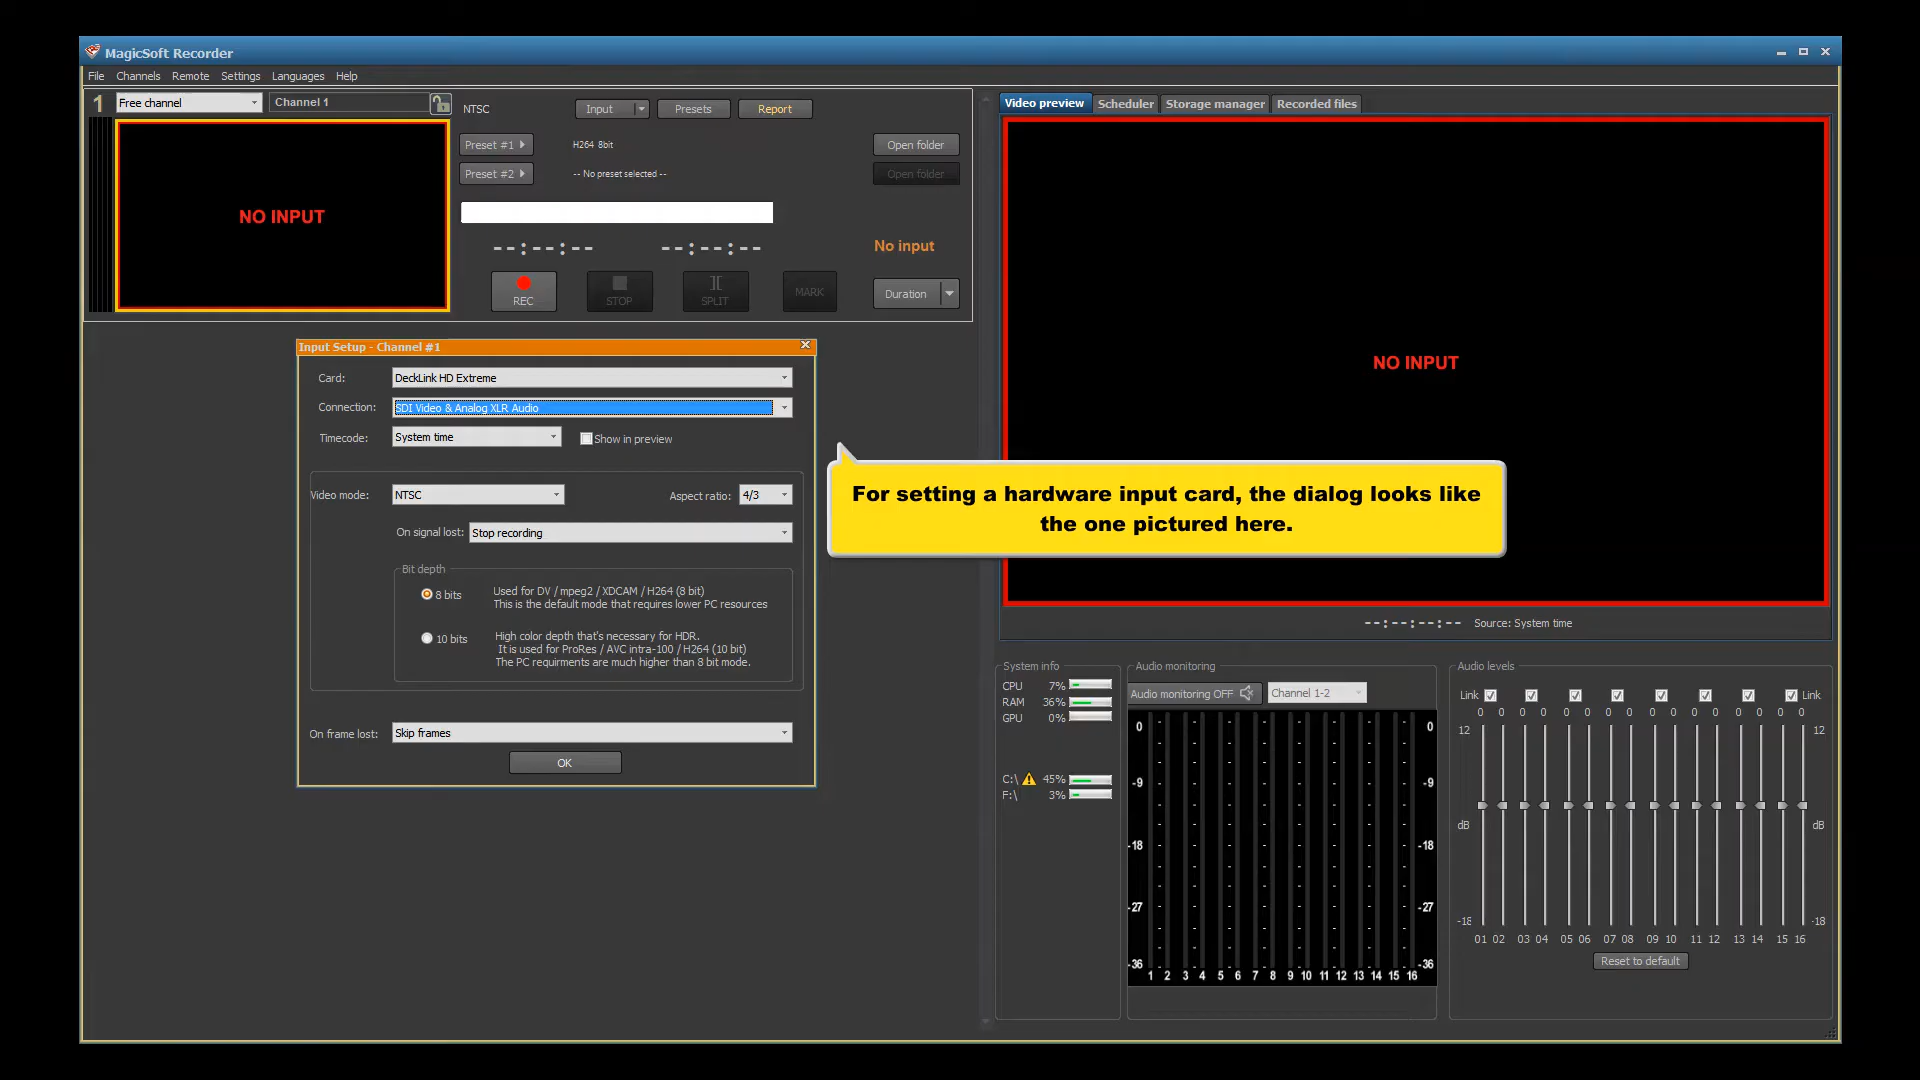 MagicSoft Recorder
File Channels Remote Settings Languages Help
1 Free channel Channel 1 NTSC Input Presets Report
Preset #1 H264 8bit Open folder
Preset #2 -- No preset selected -- Open folder
NO INPUT
--:--:-- --:--:-- No input
REC STOP SPLIT MARK Duration
Input Setup - Channel #1
Card: DeckLink HD Extreme
Connection: SDI Video & Analog XLR Audio
Timecode: System time Show in preview
Video mode: NTSC Aspect ratio: 4/3
On signal lost: Stop recording
Bit depth
8 bits Used for DV / mpeg2 / XDCAM / H264 (8 bit)
This is the default mode that requires lower PC resources
10 bits High color depth that's necessary for HDR.
It is used for ProRes / AVC intra-100 / H264 (10 bit)
The PC requirments are much higher than 8 bit mode.
On frame lost: Skip frames
OK
Video preview Scheduler Storage manager Recorded files
NO INPUT
For setting a hardware input card, the dialog looks like
the one pictured here.
--:--:--:-- Source: System time
System info
CPU 7%
RAM 36%
GPU 0%
C:\ 45%
F:\ 3%
Audio monitoring
Audio monitoring OFF Channel 1-2
0 0
-9 -9
-18 -18
-27 -27
-36 -36
1 2 3 4 5 6 7 8 9 10 11 12 13 14 15 16
Audio levels
Link Link
0 0 0 0 0 0 0 0 0 0 0 0 0 0 0 0
12 12
dB dB
-18 -18
01 02 03 04 05 06 07 08 09 10 11 12 13 14 15 16
Reset to default